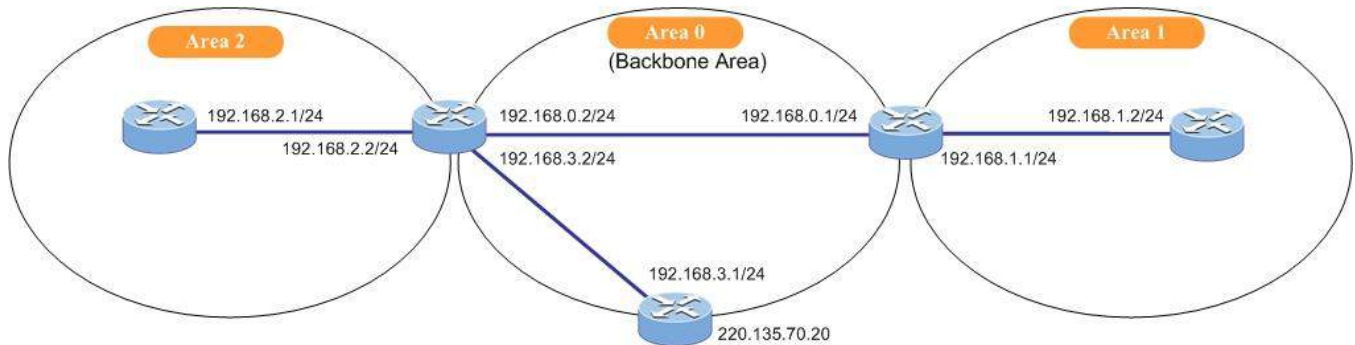 Area 2
Area 0
(Backbone Area)
Area 1
192.168.2.1/24
192.168.2.2/24
192.168.0.2/24
192.168.3.2/24
192.168.0.1/24
192.168.1.1/24
192.168.1.2/24
192.168.3.1/24
220.135.70.20